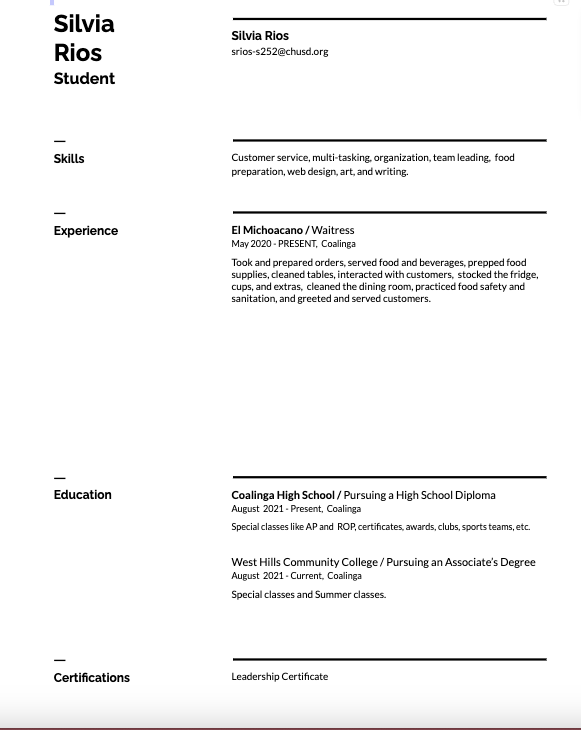 Silvia
Rios
Student
Silvia Rios
srios-s252@chusd.org
—
Skills
Customer service, multi-tasking, organization, team leading, food
preparation, web design, art, and writing.
—
Experience
El Michoacano / Waitress
May 2020 - PRESENT, Coalinga
Took and prepared orders, served food and beverages, prepped food
supplies, cleaned tables, interacted with customers, stocked the fridge,
cups, and extras, cleaned the dining room, practiced food safety and
sanitation, and greeted and served customers.
—
Education
Coalinga High School / Pursuing a High School Diploma
August 2021 - Present, Coalinga
Special classes like AP and ROP, certificates, awards, clubs, sports teams, etc.
West Hills Community College / Pursuing an Associate's Degree
August 2021 - Current, Coalinga
Special classes and Summer classes.
—
Certifications
Leadership Certificate